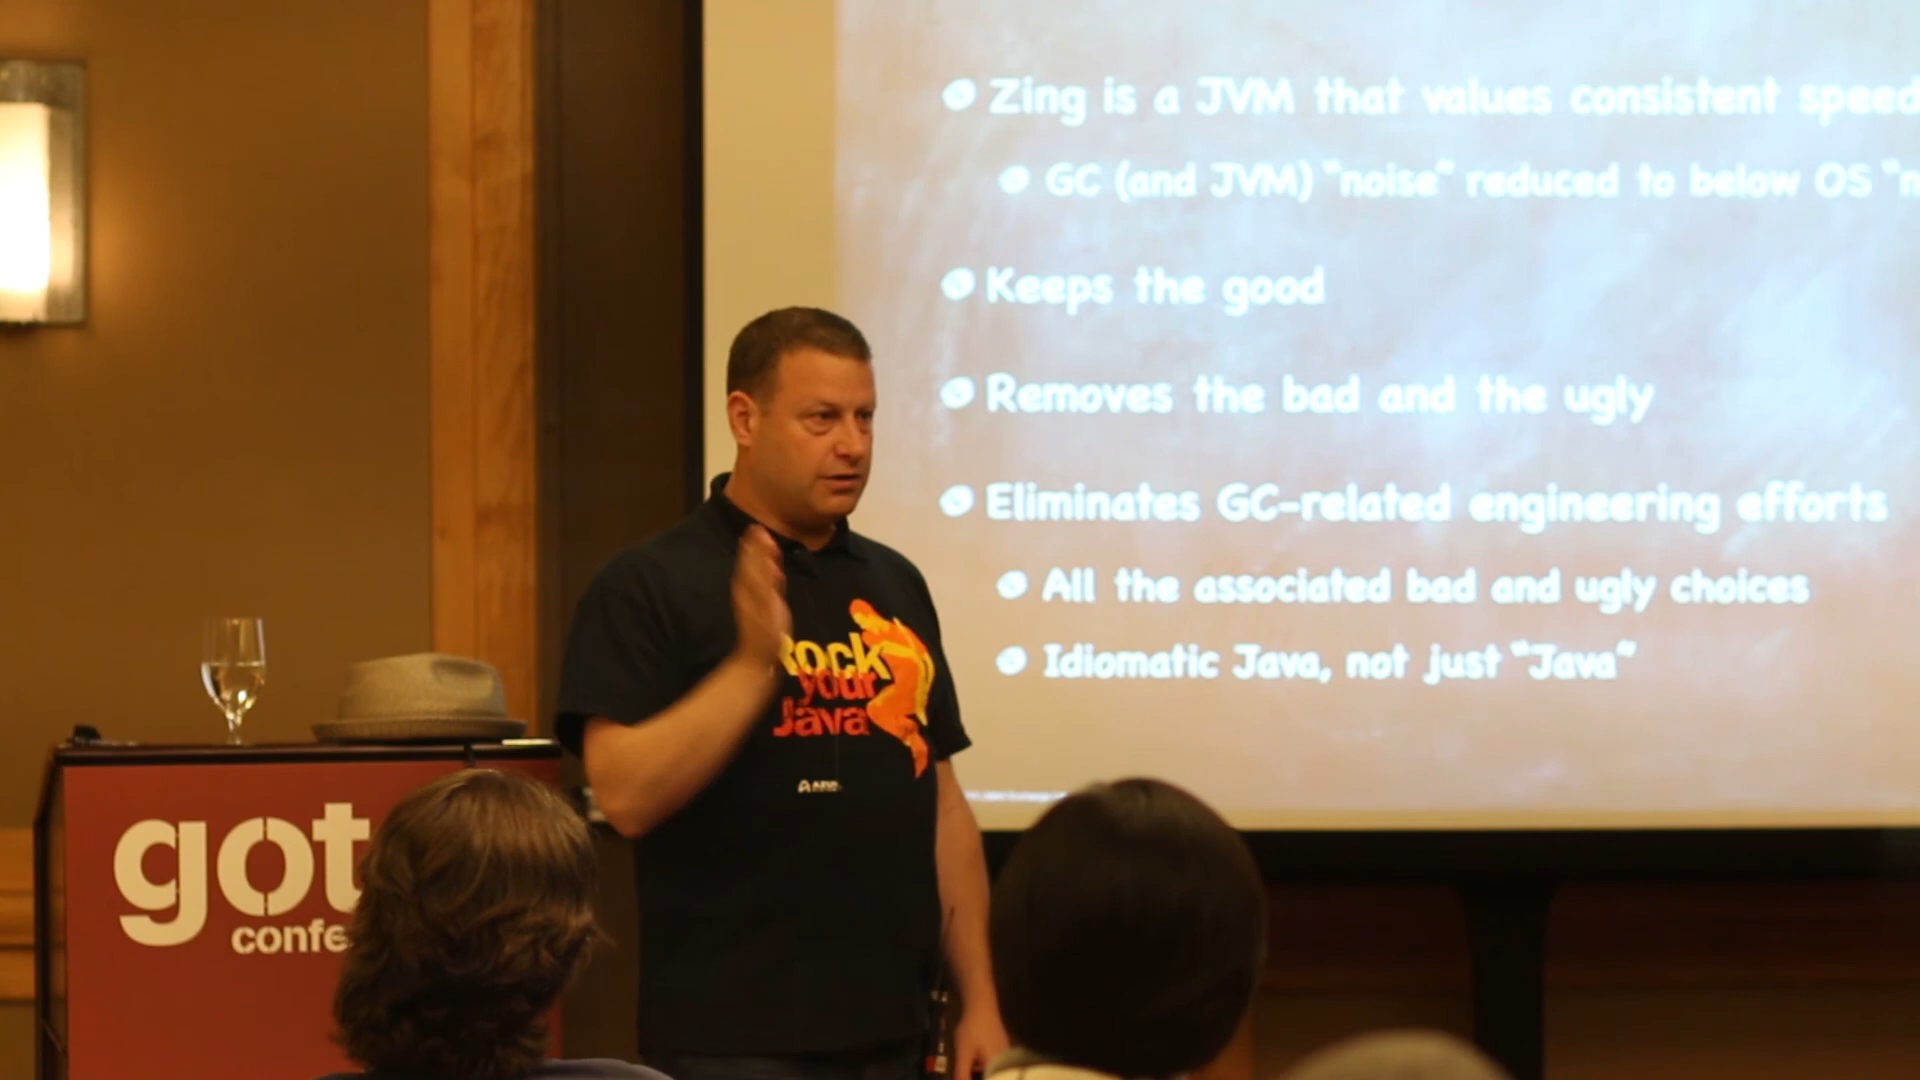 Zing is a JVM that values consistent speed
GC (and JVM) "noise" reduced to below OS "n
Keeps the good
Removes the bad and the ugly
Eliminates GC-related engineering efforts
All the associated bad and ugly choices
Idiomatic Java, not just "Java"
Rock
your
Java
got
confe